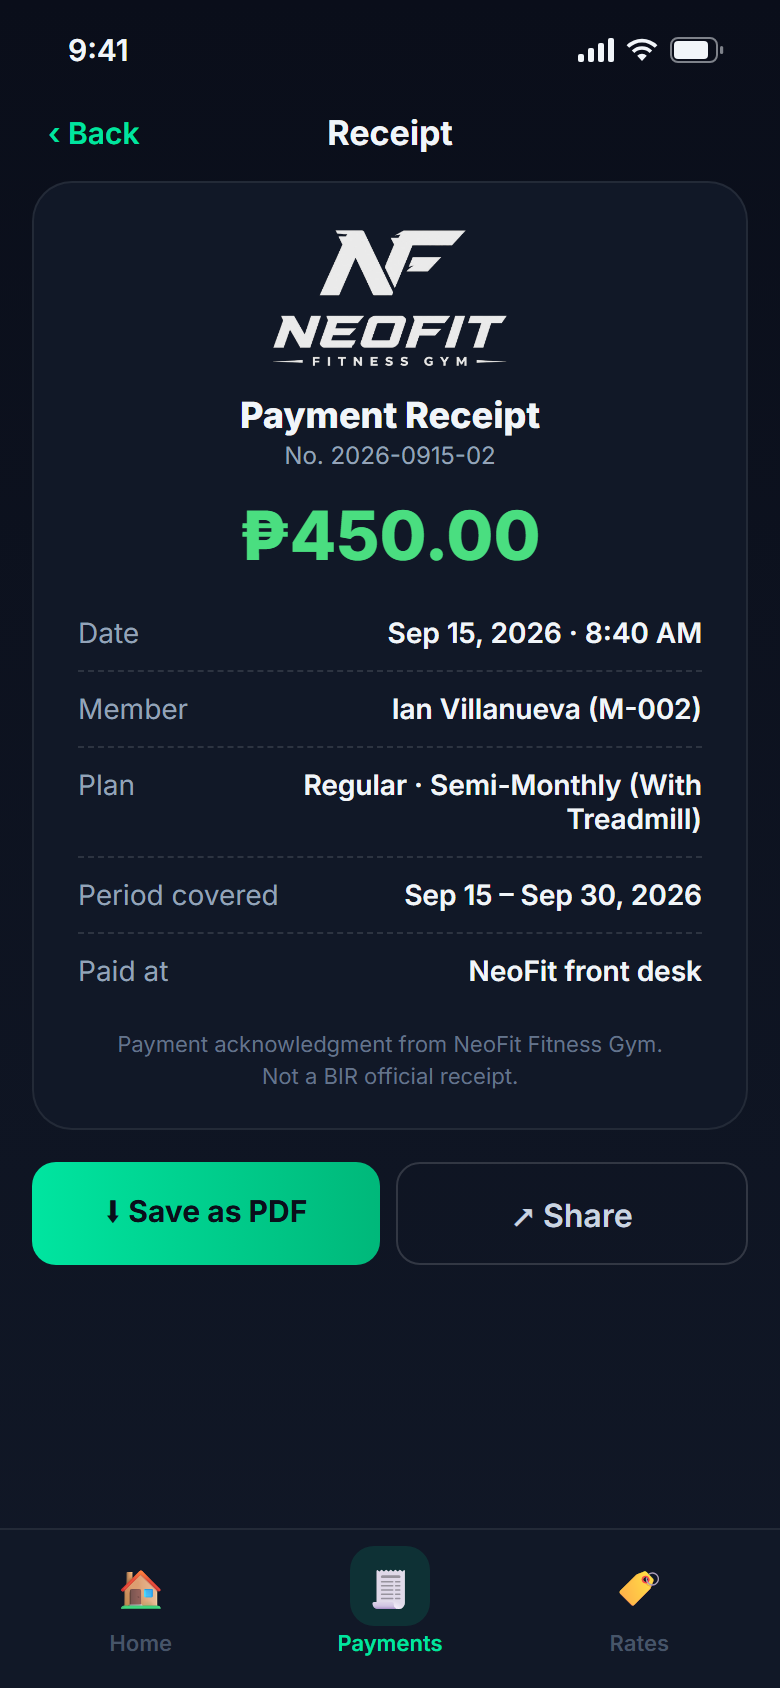 9:41
‹ Back
Receipt
NF
NEOFIT
FITNESS GYM
Payment Receipt
No. 2026-0915-02
₱450.00
Date
Sep 15, 2026 · 8:40 AM
Member
Ian Villanueva (M-002)
Plan
Regular · Semi-Monthly (With
Treadmill)
Period covered
Sep 15 – Sep 30, 2026
Paid at
NeoFit front desk
Payment acknowledgment from NeoFit Fitness Gym.
Not a BIR official receipt.
⬇ Save as PDF
↗ Share
Home
Payments
Rates